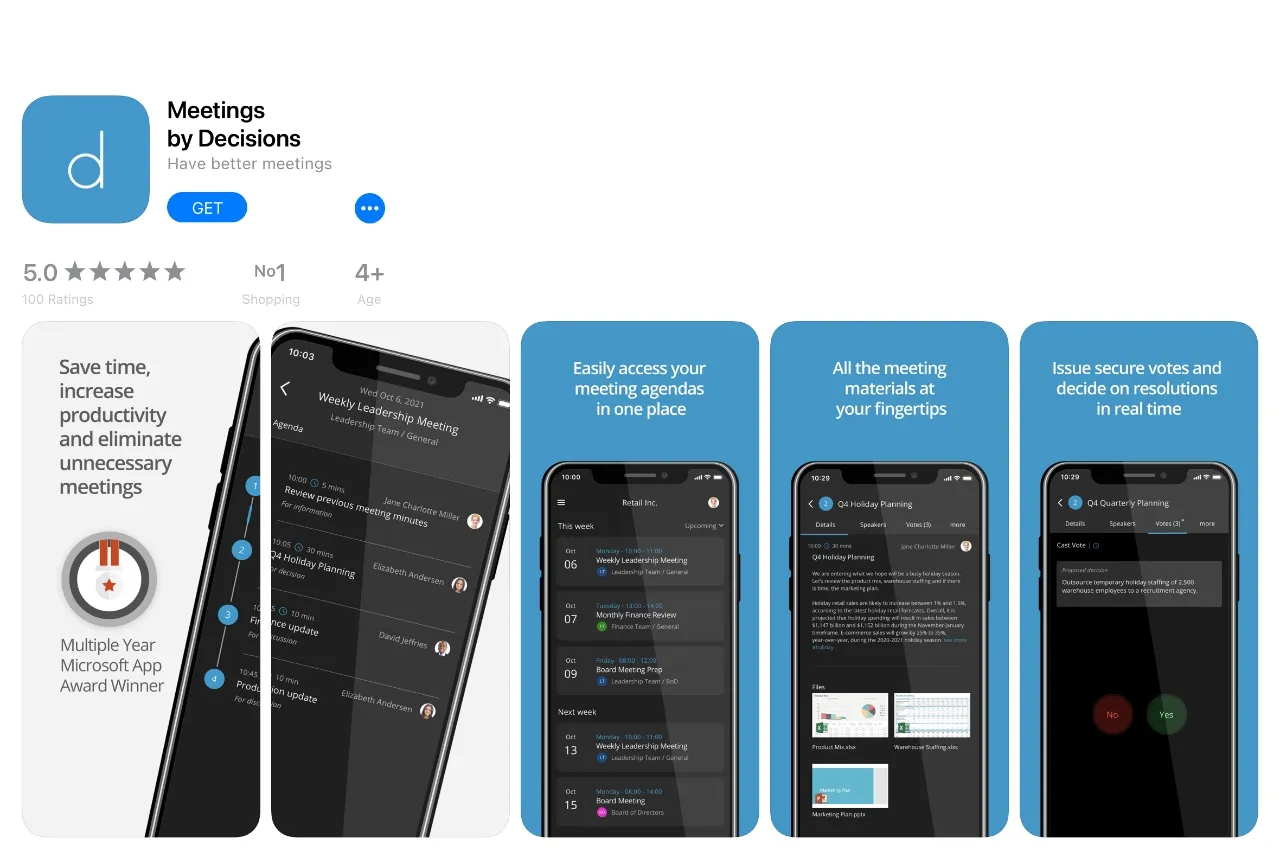 d
Meetings
by Decisions
Have better meetings
GET
5.0
100 Ratings
No1
Shopping
4+
Age
Save time,
increase
productivity
and eliminate
unnecessary
meetings
Multiple Year
Microsoft App
Award Winner
10:03
Wed Oct 6, 2021
Weekly Leadership Meeting
Leadership Team / General
Agenda
1
10:00 5 mins
Review previous meeting minutes
For information
Jane Charlotte Miller
2
10:05 30 mins
Q4 Holiday Planning
For decision
Elizabeth Andersen
3
10 min
Finance update
For discussion
David Jeffries
4
10:45 10 min
Production update
For discussion
Elizabeth Andersen
Easily access your
meeting agendas
in one place
10:00
Retail Inc.
This week
Upcoming
Oct
06
Monday - 10:00 - 11:00
Weekly Leadership Meeting
LT Leadership Team / General
Oct
07
Tuesday - 13:00 - 14:00
Monthly Finance Review
FT Finance Team / General
Oct
09
Friday - 08:00 - 12:00
Board Meeting Prep
LT Leadership Team / BoD
Next week
Oct
13
Monday - 10:00 - 11:00
Weekly Leadership Meeting
LT Leadership Team / General
Oct
15
Monday - 08:00 - 14:00
Board Meeting
Board of Directors
All the meeting
materials at
your fingertips
10:29
2 Q4 Holiday Planning
Details Speakers Votes (3) more
10:00 30 mins Jane Charlotte Miller
Q4 Holiday Planning
We are entering what we hope will be a busy holiday season.
Let's review the product mix, warehouse staffing and if there
is time, the marketing plan.
Holiday retail sales are likely to increase between 1% and 1.5%,
according to the latest holiday retail forecasts. Overall, it is
projected that holiday spending will result in sales between
$1,147 billion and $1,152 billion during the November-January
timeframe. E-commerce sales will grow by 25% to 35%,
year-over-year, during the 2020-2021 holiday season. see more
#holiday
Files
Product Mix.xlsx
Warehouse Staffing.xlsx
Marketing Plan
Marketing Plan.pptx
Issue secure votes and
decide on resolutions
in real time
10:29
2 Q4 Quarterly Planning
Details Speakers Votes (3) more
Cast Vote |
Proposed decision
Outsource temporary holiday staffing of 2,500
warehouse employees to a recruitment agency.
No
Yes